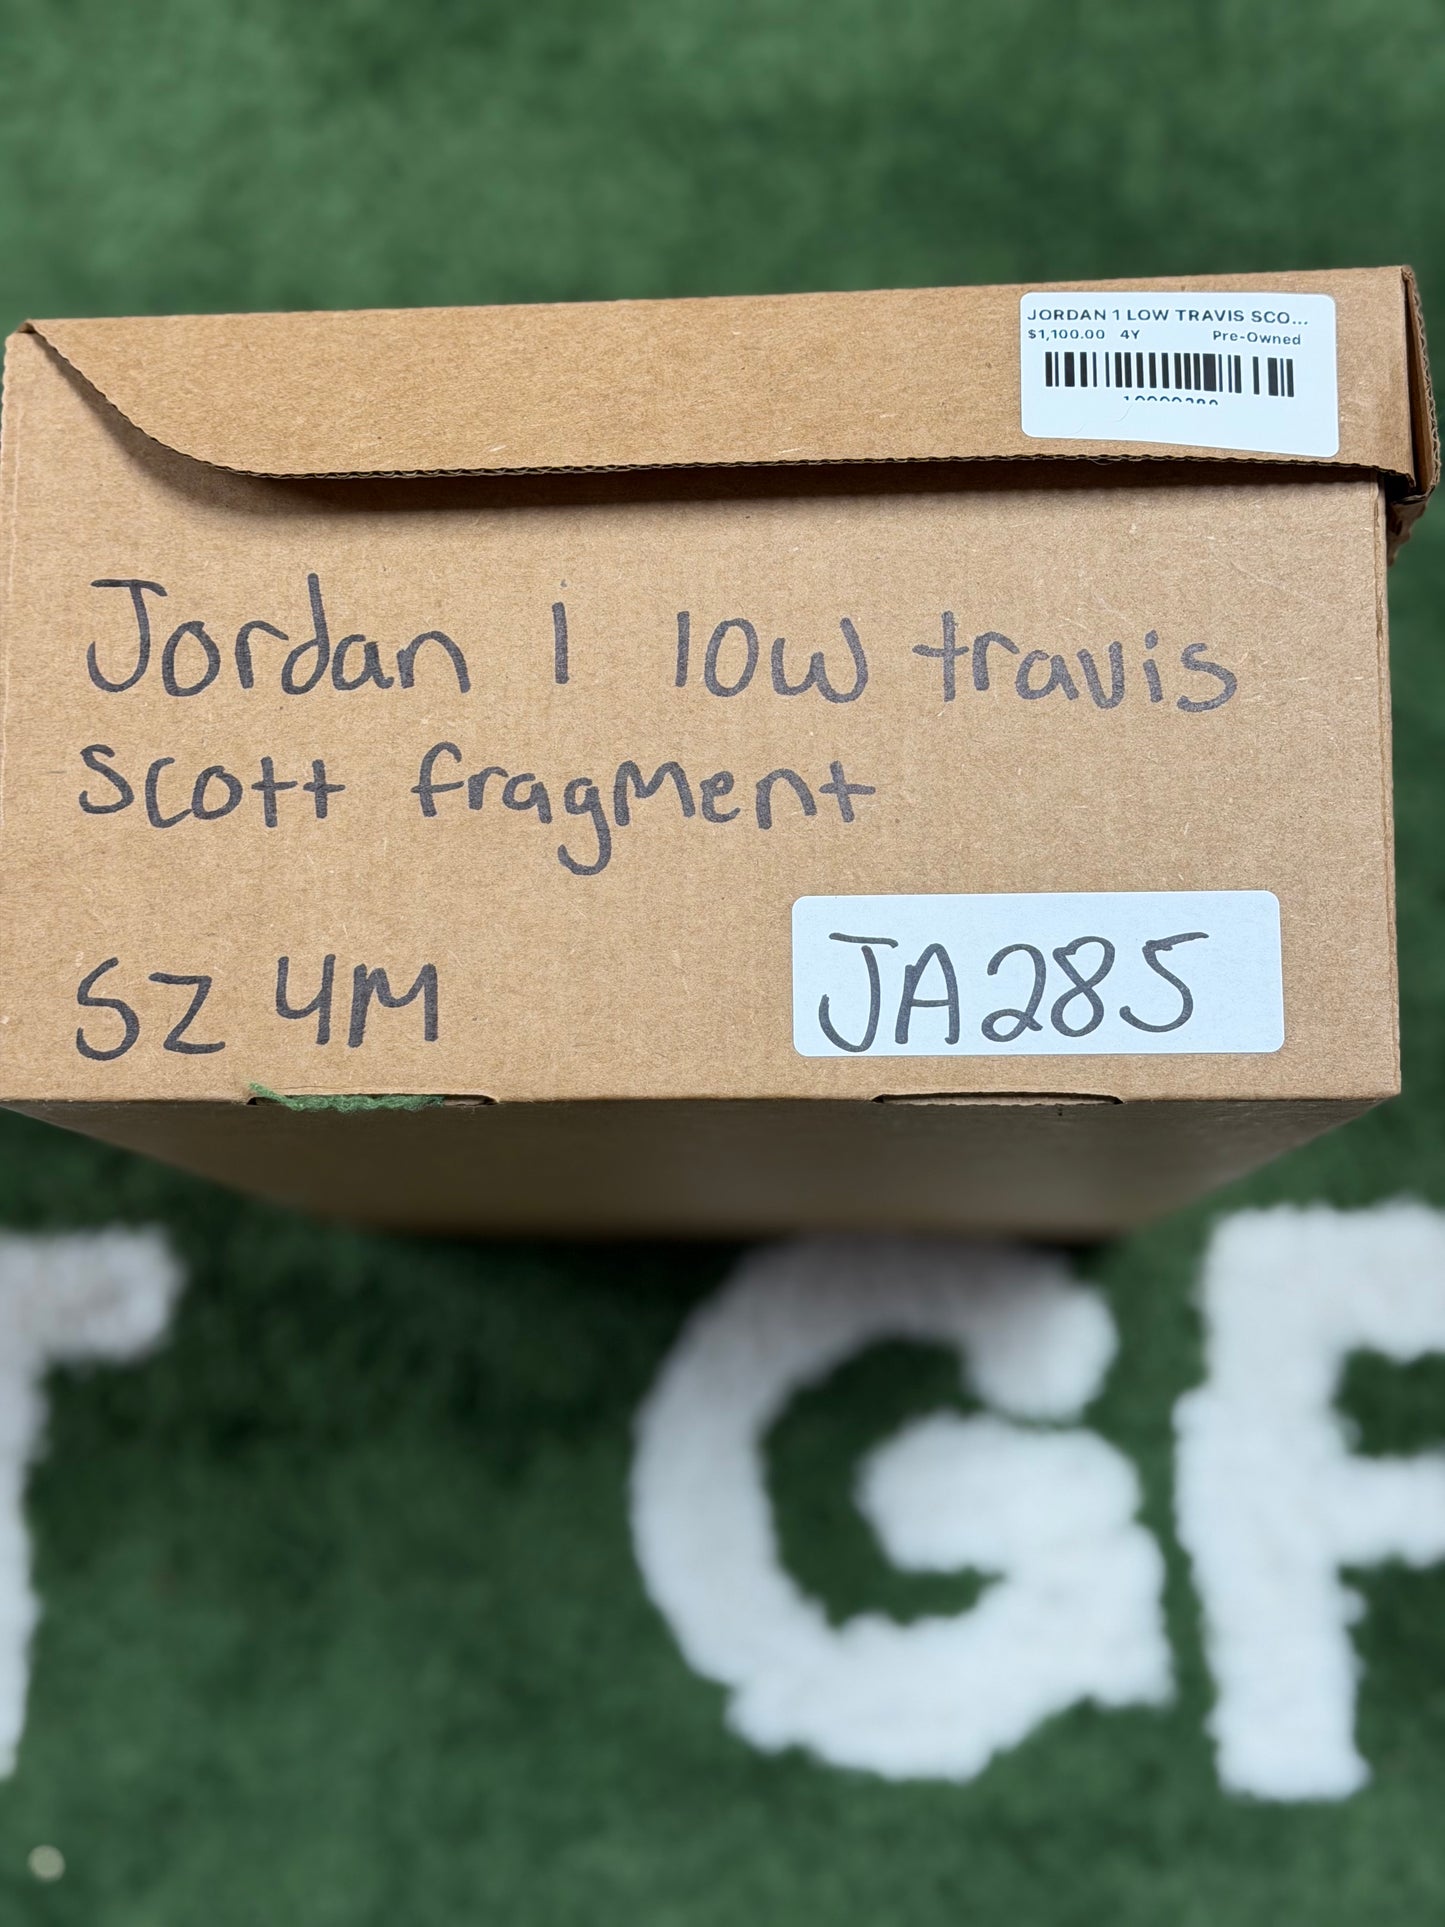 JORDAN 1 LOW TRAVIS SCO...
$1,100.00 4Y Pre-Owned
Jordan 1 low travis
scott fragment
SZ 4M
JA285
G